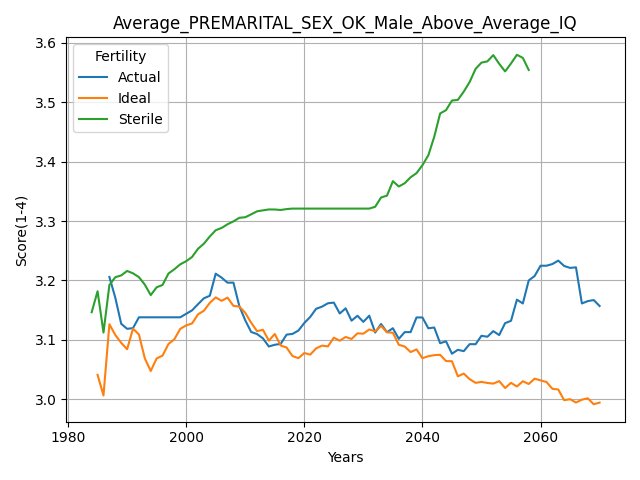 Average_PREMARITAL_SEX_OK_Male_Above_Average_IQ
Fertility
Actual
Ideal
Sterile
Score(1-4)
3.6
3.5
3.4
3.3
3.2
3.1
3.0
1980
2000
2020
2040
2060
Years